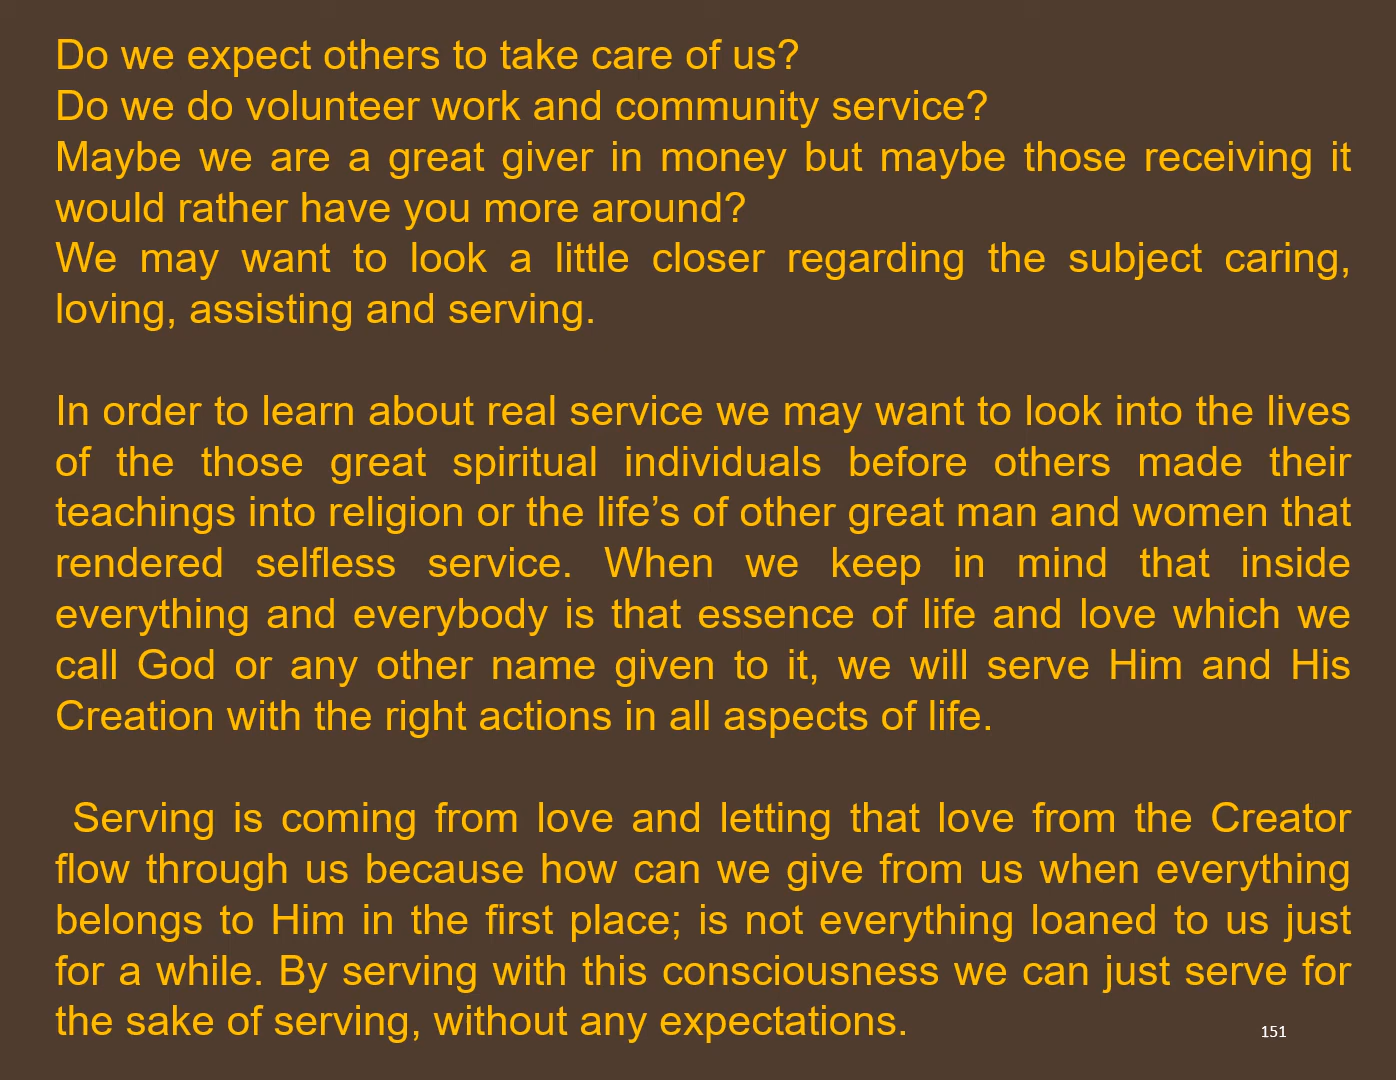 Do we expect others to take care of us?
Do we do volunteer work and community service?
Maybe we are a great giver in money but maybe those receiving it
would rather have you more around?
We may want to look a little closer regarding the subject caring,
loving, assisting and serving.
In order to learn about real service we may want to look into the lives
of the those great spiritual individuals before others made their
teachings into religion or the life’s of other great man and women that
rendered selfless service. When we keep in mind that inside
everything and everybody is that essence of life and love which we
call God or any other name given to it, we will serve Him and His
Creation with the right actions in all aspects of life.
Serving is coming from love and letting that love from the Creator
flow through us because how can we give from us when everything
belongs to Him in the first place; is not everything loaned to us just
for a while. By serving with this consciousness we can just serve for
the sake of serving, without any expectations.
151